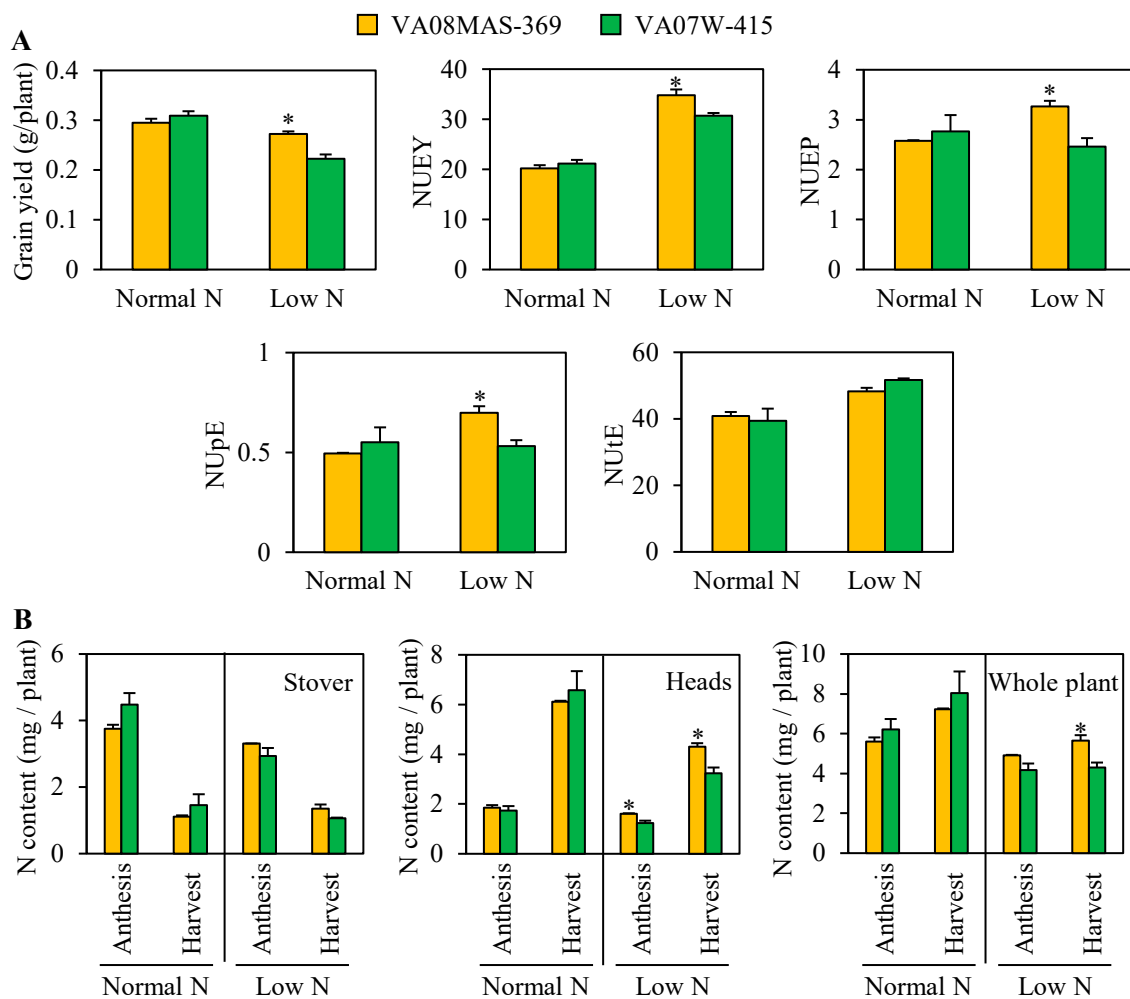 VA08MAS-369 VA07W-415
A
Grain yield (g/plant)
0.4
0.3
0.2
0.1
0
*
Normal N Low N
NUEY
40
30
20
10
0
*
Normal N Low N
NUEP
4
3
2
1
0
*
Normal N Low N
NUpE
1
0.5
0
*
Normal N Low N
NUtE
60
40
20
0
Normal N Low N
B
N content (mg / plant)
6
4
2
0
Stover
Anthesis Harvest Anthesis Harvest
Normal N Low N
N content (mg / plant)
8
6
4
2
0
Heads
*
*
Anthesis Harvest Anthesis Harvest
Normal N Low N
N content (mg / plant)
10
8
6
4
2
0
Whole plant
*
Anthesis Harvest Anthesis Harvest
Normal N Low N